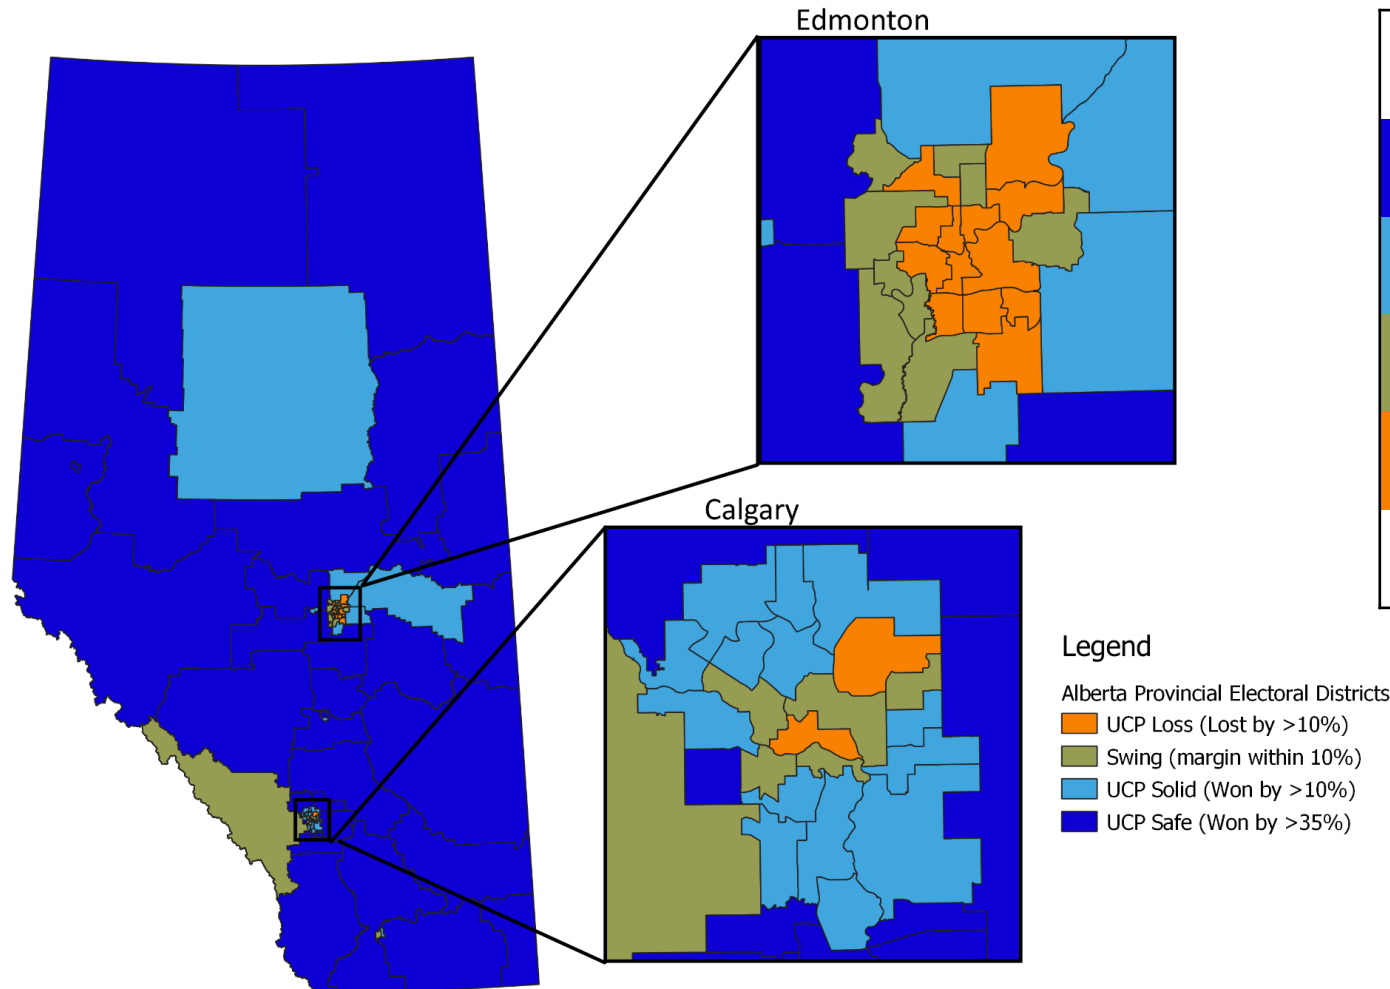 Edmonton
Calgary
Legend
Alberta Provincial Electoral Districts
UCP Loss (Lost by >10%)
Swing (margin within 10%)
UCP Solid (Won by >10%)
UCP Safe (Won by >35%)